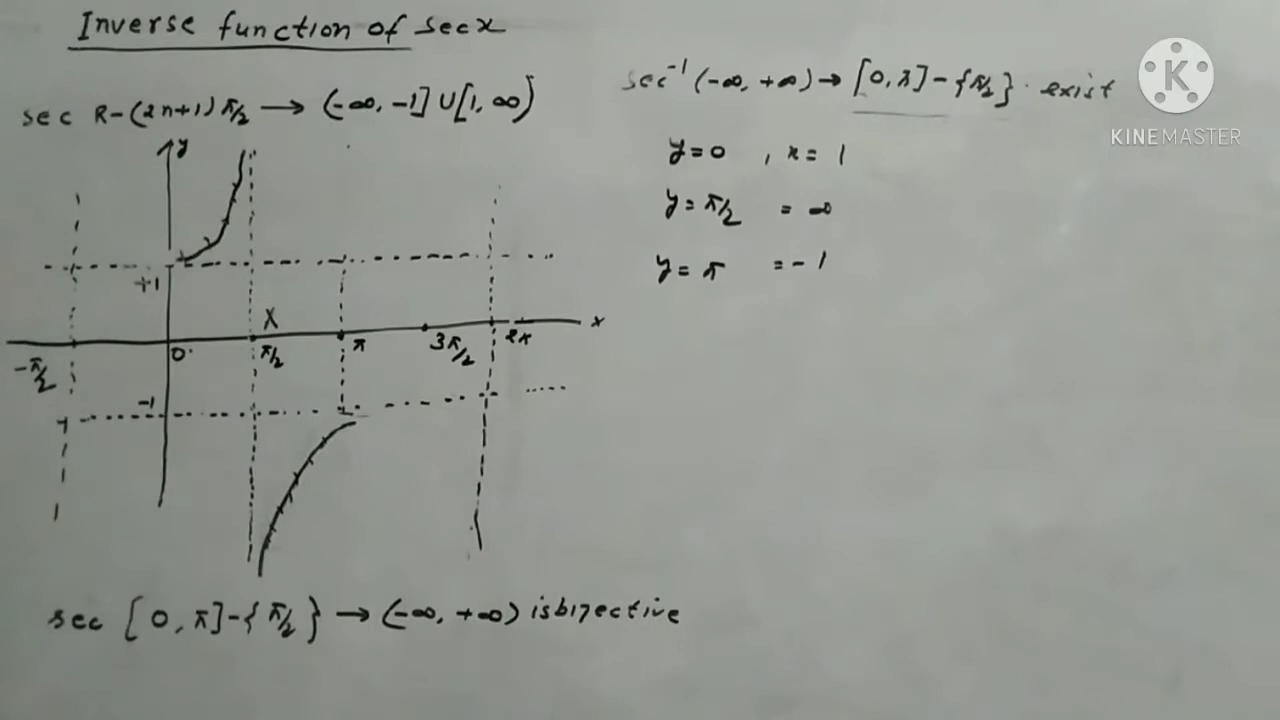 Inverse function of sec x
sec R-(2n+1) π/2 → (-∞, -1] U [1, ∞)
y
+1
-1
-π/2
0
X
π/2
π
3π/2
2π
x
sec [0, π]-{π/2} → (-∞, +∞) is bijective
sec⁻¹ (-∞, +∞) → [0, π]-{π/2} . exist
y = 0 , x = 1
y = π/2 = ∞
y = π = -1
K
KINEMASTER